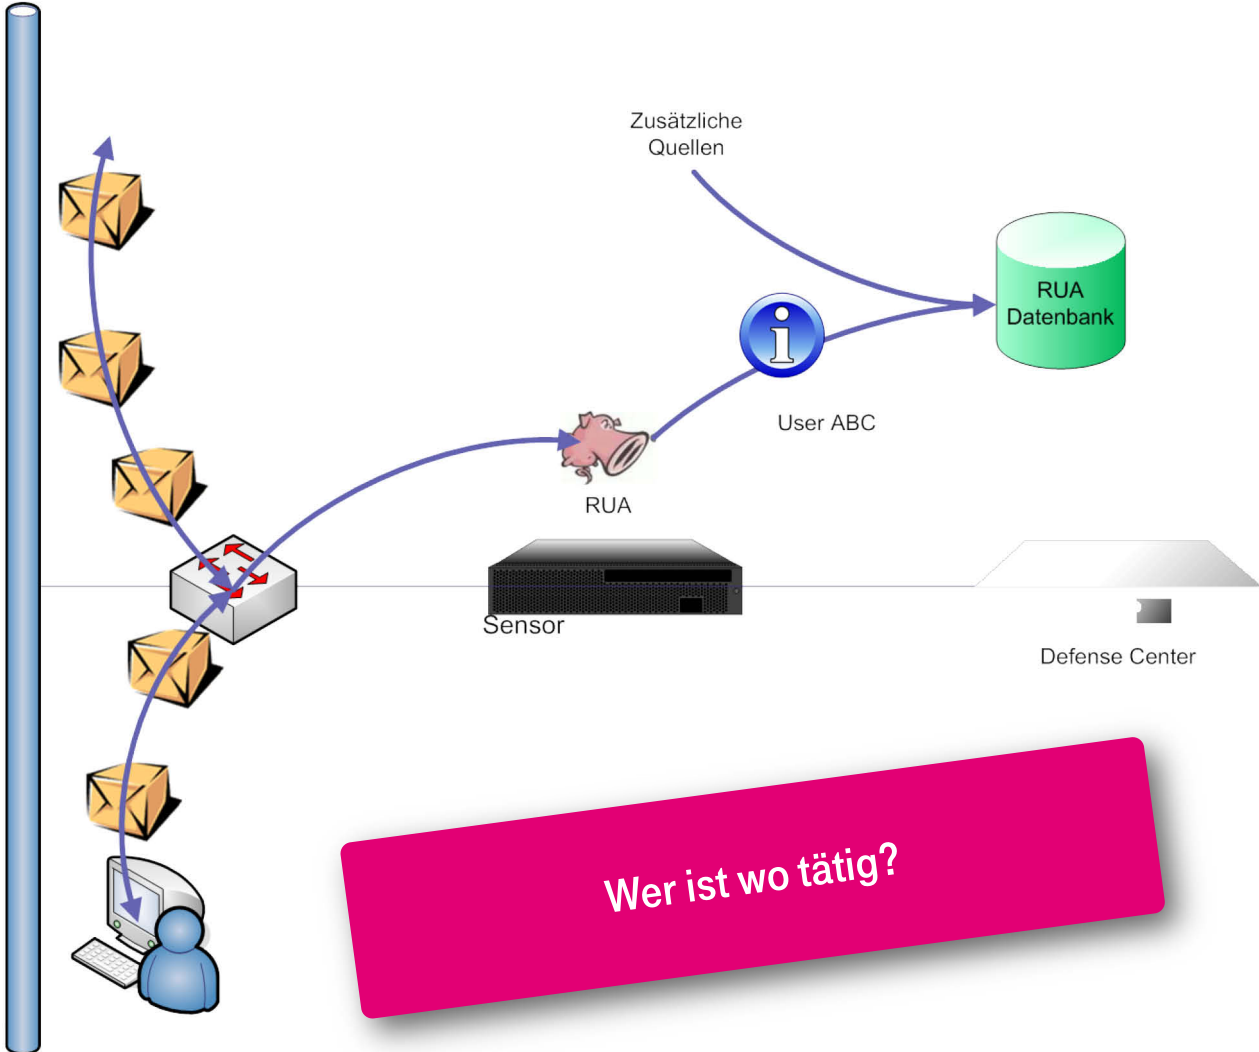 Zusätzliche
Quellen
RUA
Datenbank
User ABC
RUA
Sensor
Defense Center
Wer ist wo tätig?